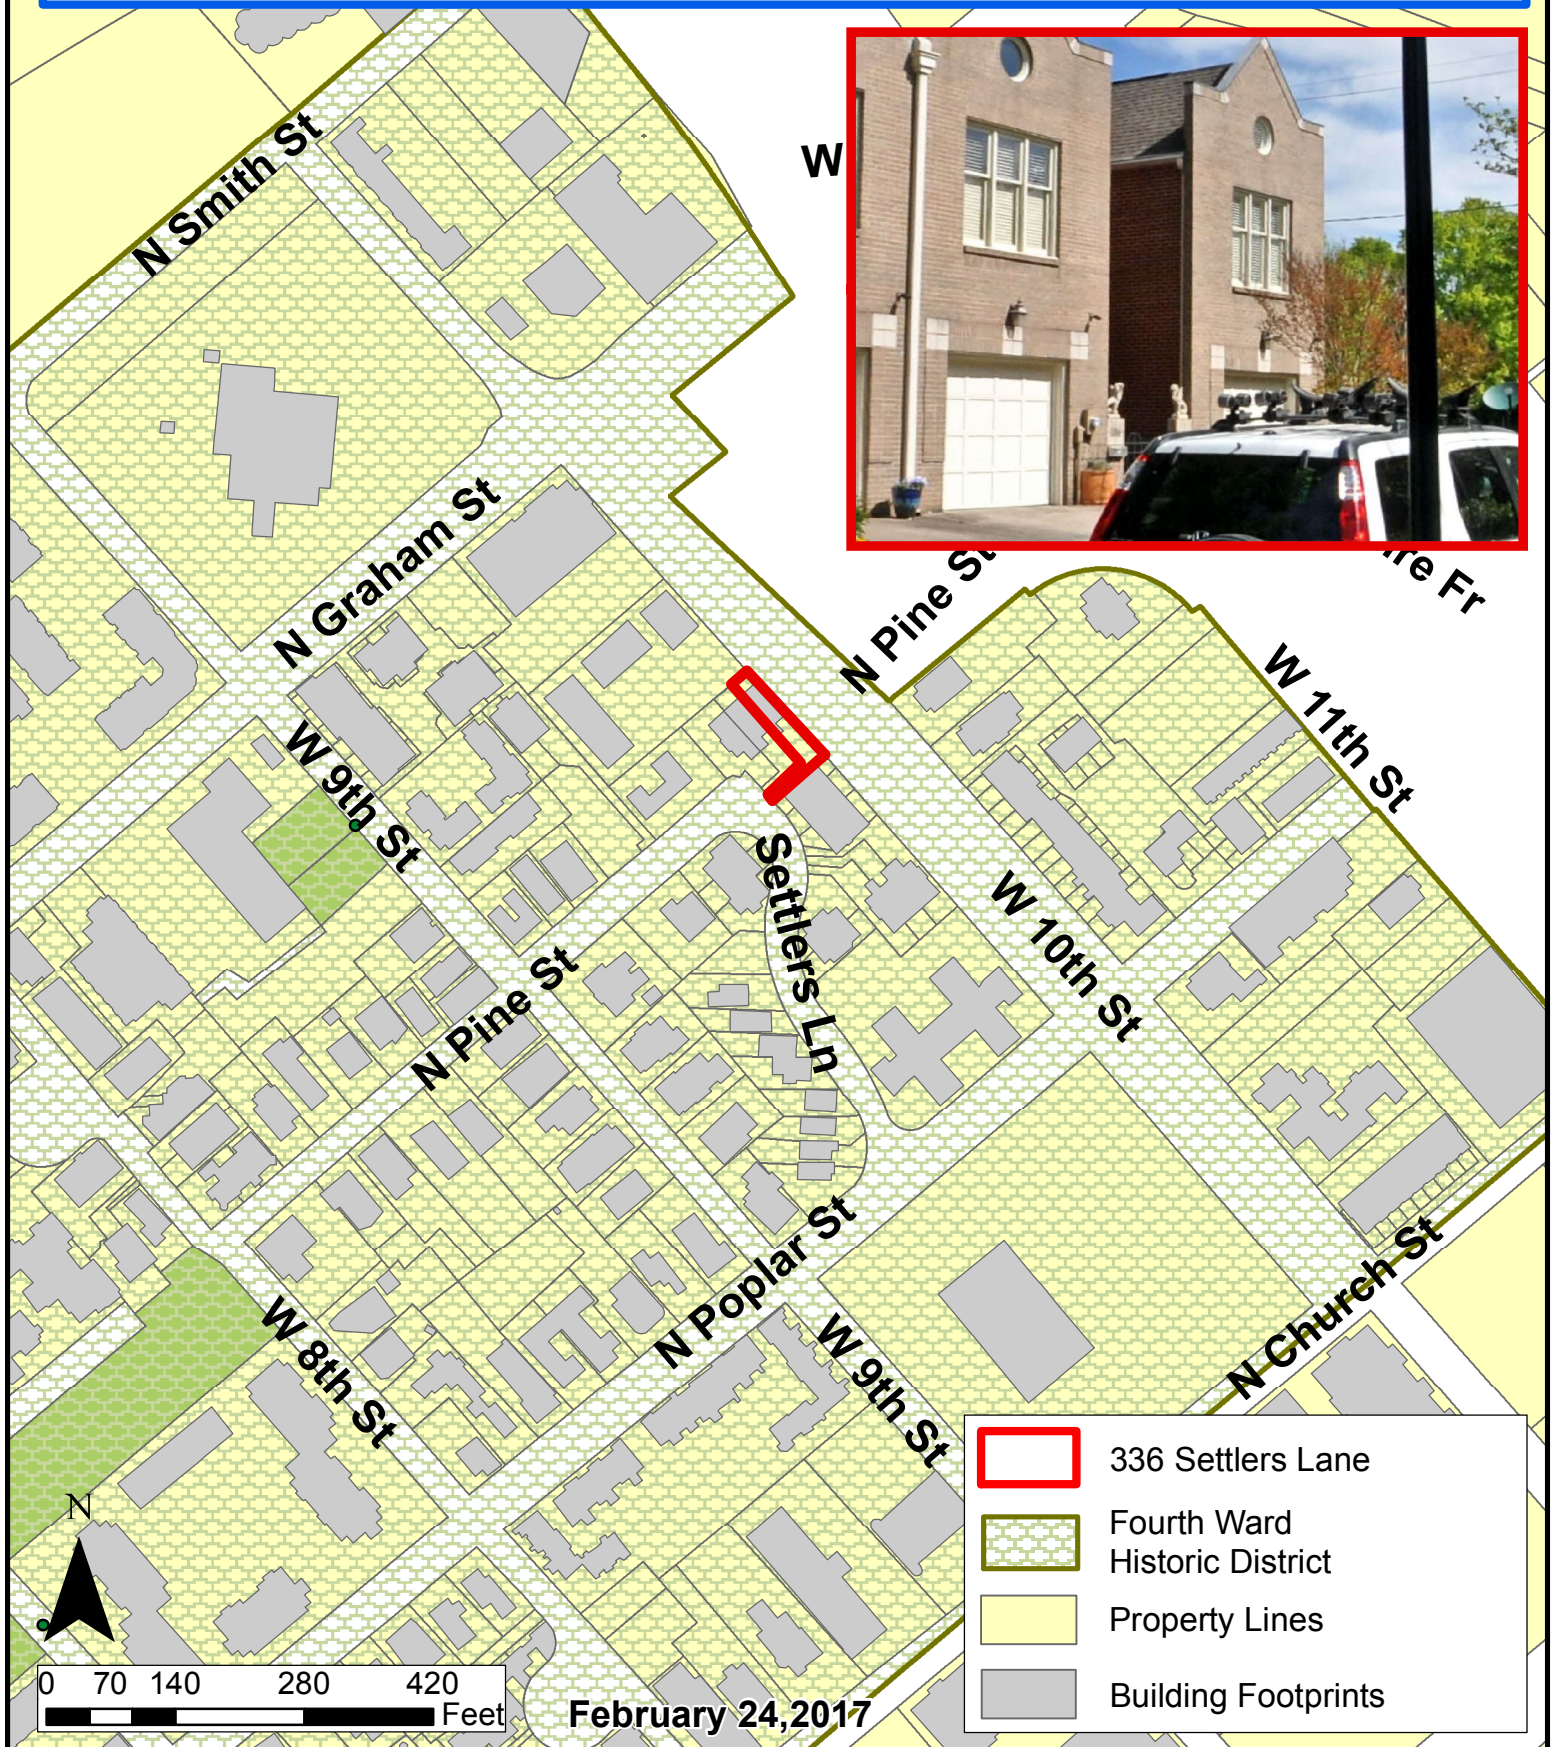 N Smith St
W
N Graham St
N Pine St
ire Fr
W 11th St
W 9th St
Settlers Ln
W 10th St
N Pine St
N Poplar St
N Church St
W 8th St
W 9th St
336 Settlers Lane
Fourth Ward
Historic District
Property Lines
Building Footprints
N
0 70 140 280 420
Feet
February 24,2017